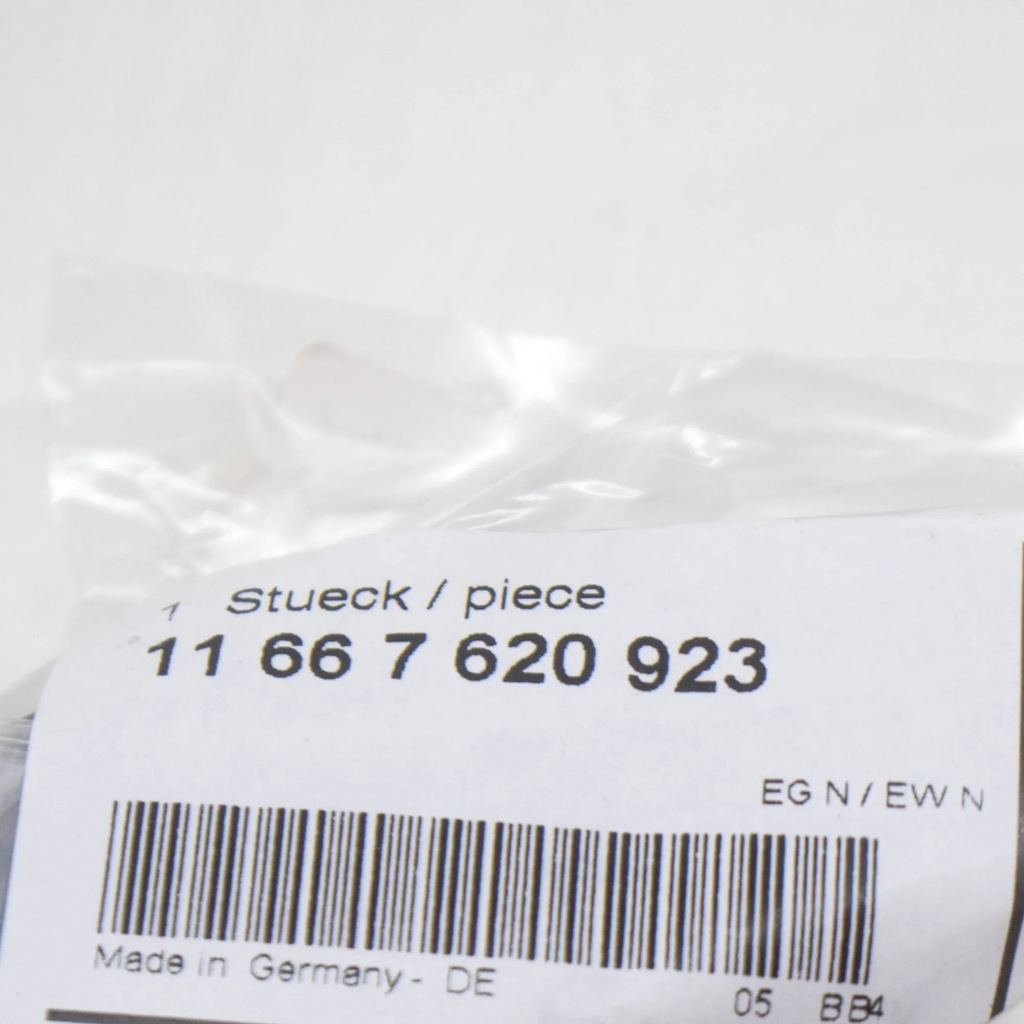 1 Stueck / piece
11 66 7 620 923
EG N / EW N
Made in Germany - DE
05 BB4